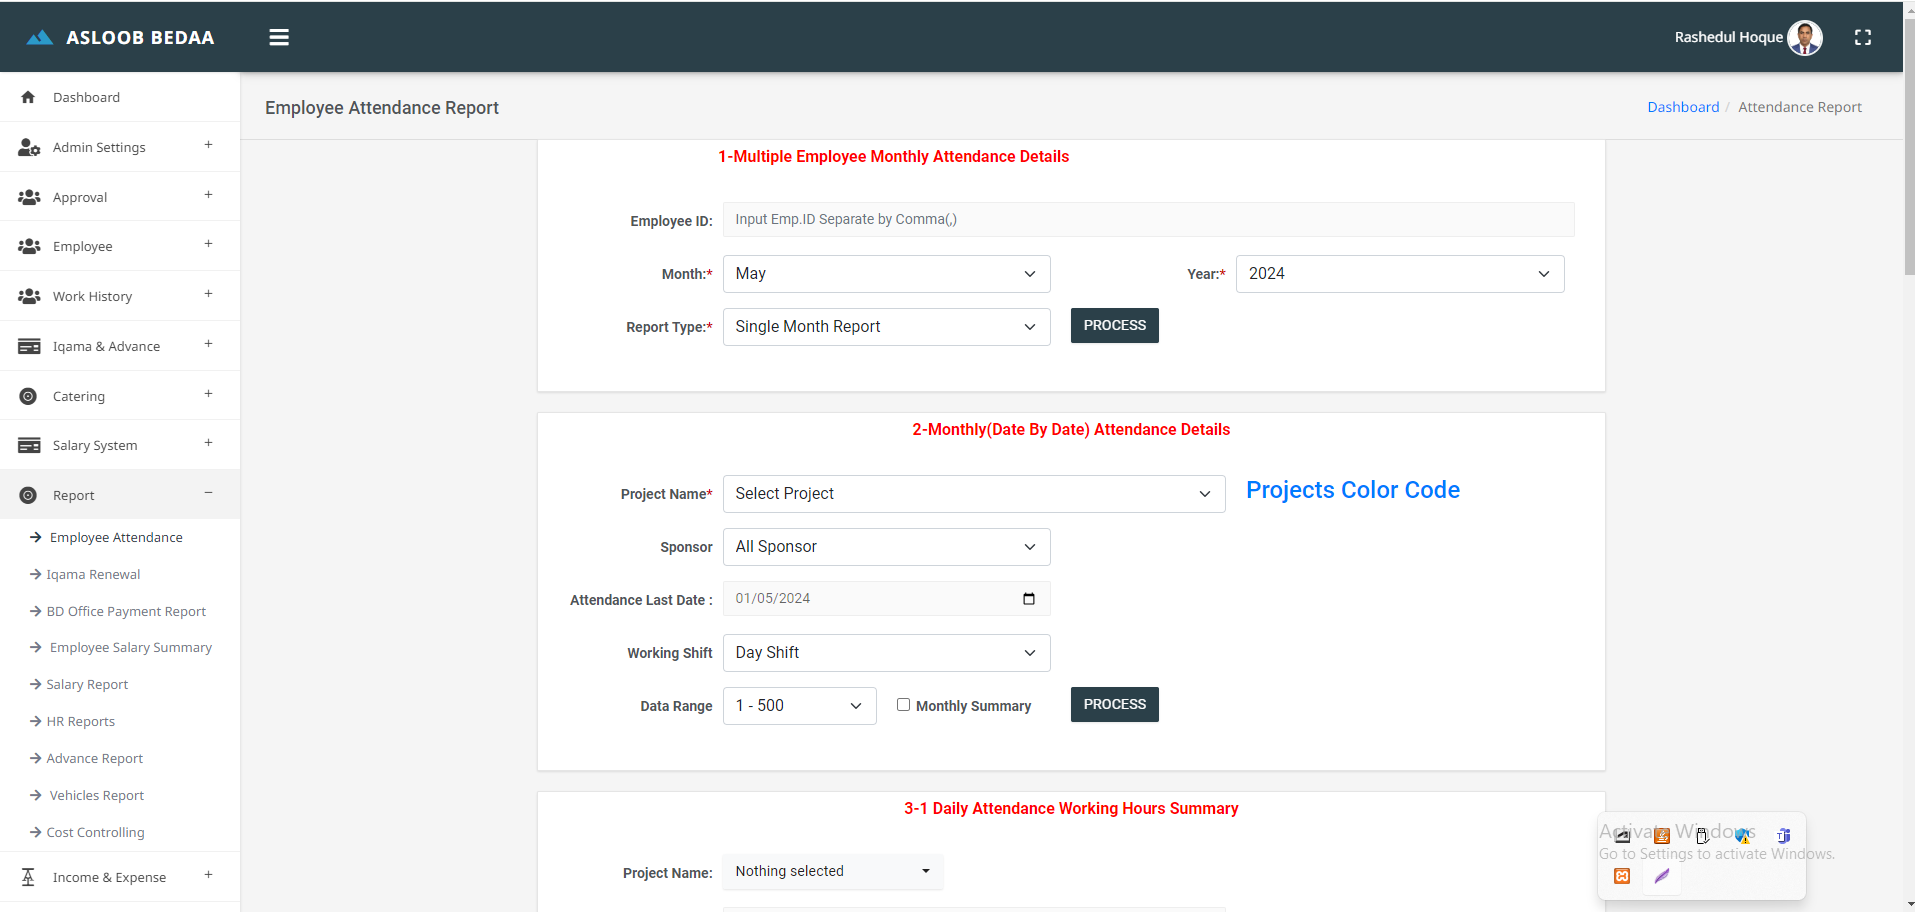 ASLOOB BEDAA
Rashedul Hoque
Dashboard
Admin Settings +
Approval +
Employee +
Work History +
Iqama & Advance +
Catering +
Salary System +
Report −
Employee Attendance
Iqama Renewal
BD Office Payment Report
Employee Salary Summary
Salary Report
HR Reports
Advance Report
Vehicles Report
Cost Controlling
Income & Expense +
Employee Attendance Report
Dashboard / Attendance Report
1-Multiple Employee Monthly Attendance Details
Employee ID: Input Emp.ID Separate by Comma(,)
Month:* May Year:* 2024
Report Type:* Single Month Report PROCESS
2-Monthly(Date By Date) Attendance Details
Project Name* Select Project Projects Color Code
Sponsor All Sponsor
Attendance Last Date : 01/05/2024
Working Shift Day Shift
Data Range 1 - 500 Monthly Summary PROCESS
3-1 Daily Attendance Working Hours Summary
Project Name: Nothing selected
Activate Windows
Go to Settings to activate Windows.